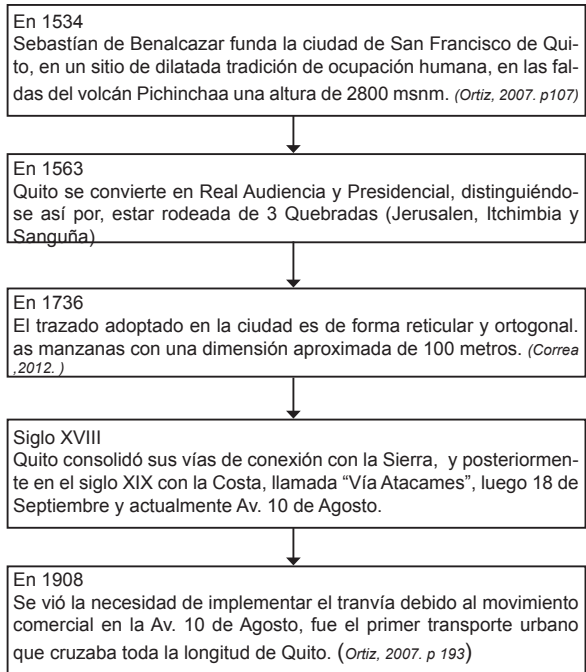 En 1534
Sebastían de Benalcazar funda la ciudad de San Francisco de Qui-
to, en un sitio de dilatada tradición de ocupación humana, en las fal-
das del volcán Pichinchaa una altura de 2800 msnm. (Ortiz, 2007. p107)
En 1563
Quito se convierte en Real Audiencia y Presidencial, distinguiéndo-
se así por, estar rodeada de 3 Quebradas (Jerusalen, Itchimbia y
Sanguña)
En 1736
El trazado adoptado en la ciudad es de forma reticular y ortogonal.
as manzanas con una dimensión aproximada de 100 metros. (Correa
,2012. )
Siglo XVIII
Quito consolidó sus vías de conexión con la Sierra, y posteriormen-
te en el siglo XIX con la Costa, llamada “Vía Atacames”, luego 18 de
Septiembre y actualmente Av. 10 de Agosto.
En 1908
Se vió la necesidad de implementar el tranvía debido al movimiento
comercial en la Av. 10 de Agosto, fue el primer transporte urbano
que cruzaba toda la longitud de Quito. (Ortiz, 2007. p 193)